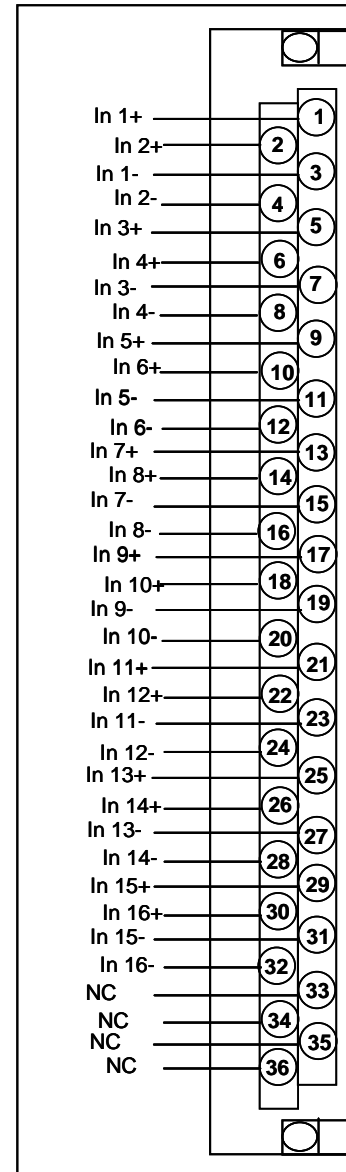 In 1+ 1
In 2+ 2
In 1- 3
In 2- 4
In 3+ 5
In 4+ 6
In 3- 7
In 4- 8
In 5+ 9
In 6+ 10
In 5- 11
In 6- 12
In 7+ 13
In 8+ 14
In 7- 15
In 8- 16
In 9+ 17
In 10+ 18
In 9- 19
In 10- 20
In 11+ 21
In 12+ 22
In 11- 23
In 12- 24
In 13+ 25
In 14+ 26
In 13- 27
In 14- 28
In 15+ 29
In 16+ 30
In 15- 31
In 16- 32
NC 33
NC 34
NC 35
NC 36